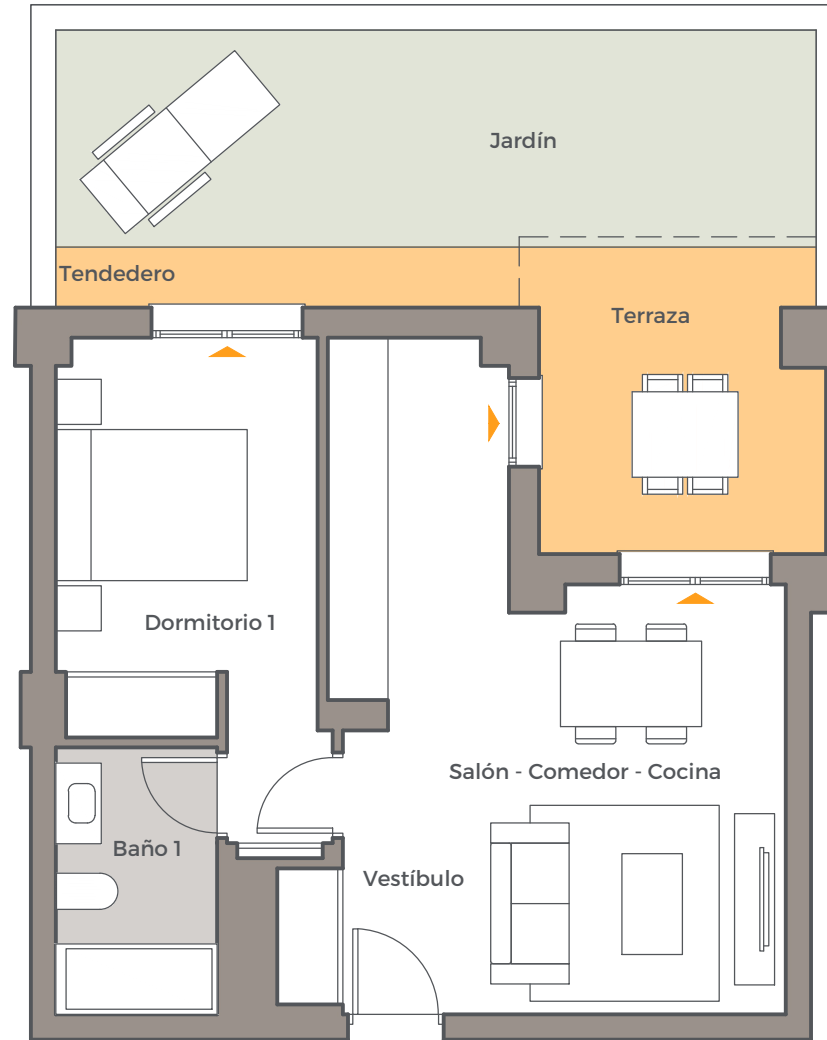 Jardín
Tendedero
Terraza
Dormitorio 1
Salón - Comedor - Cocina
Baño 1
Vestíbulo